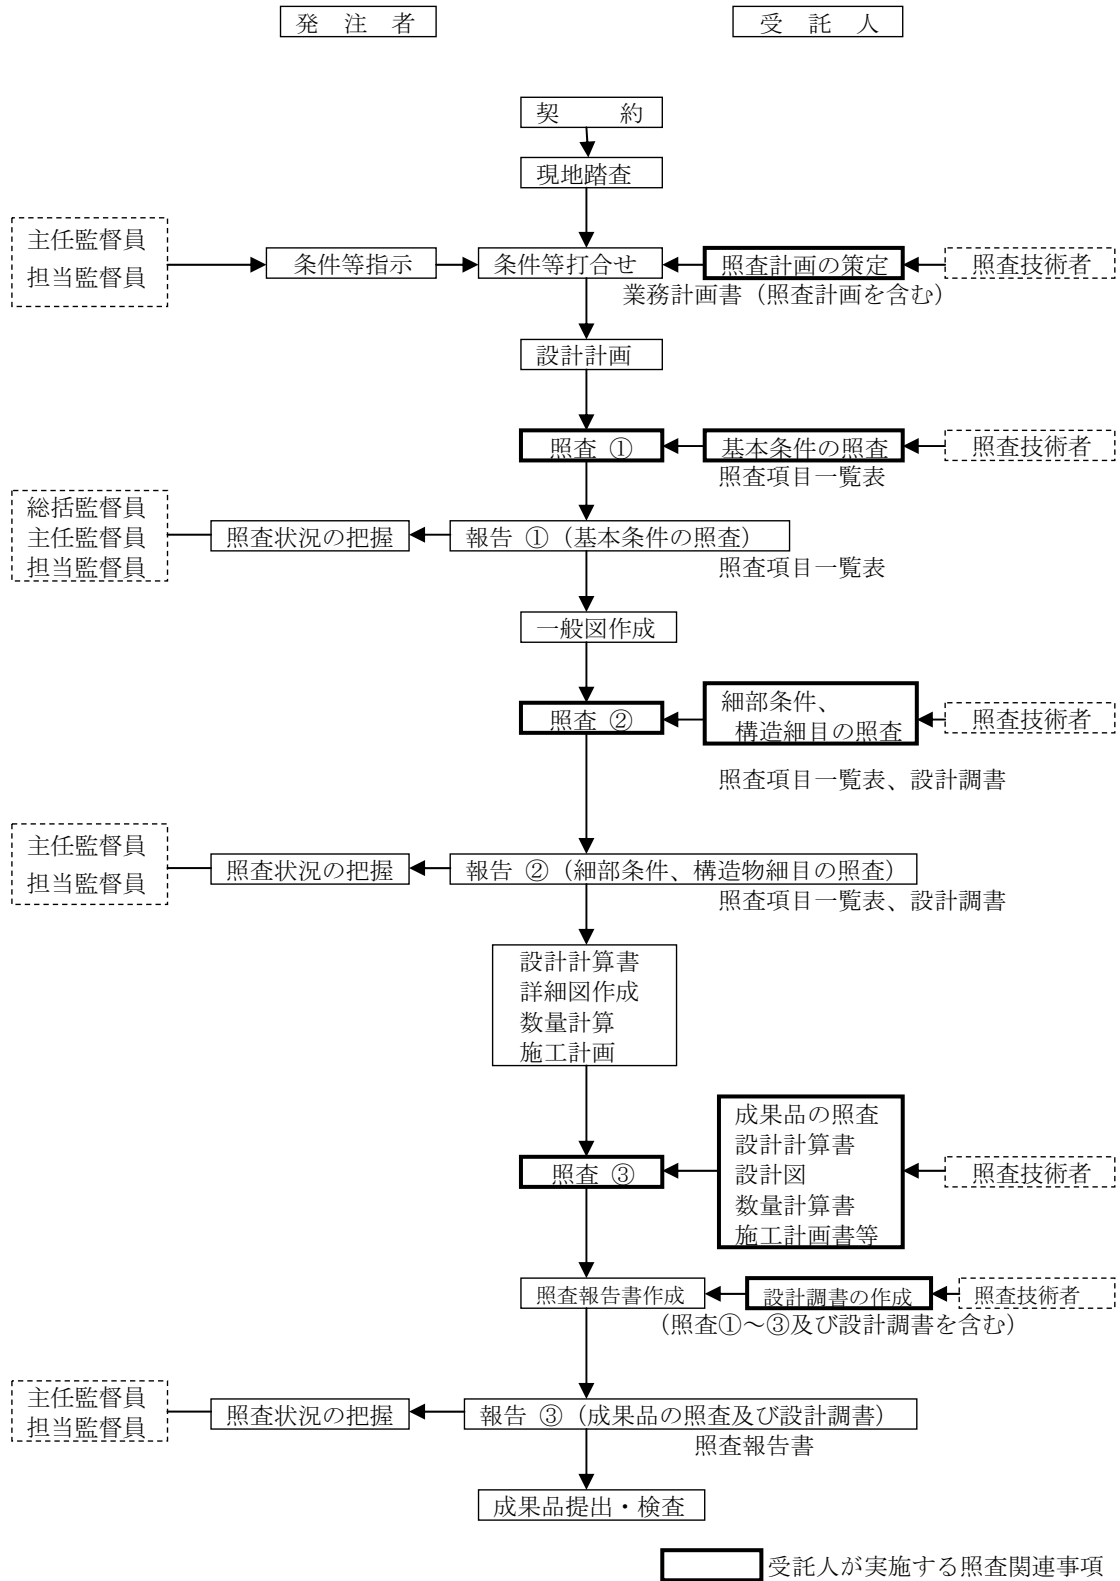 発 注 者
受 託 人
契 約
現地踏査
主任監督員
担当監督員
条件等指示
条件等打合せ
照査計画の策定
照査技術者
業務計画書（照査計画を含む）
設計計画
照査 ①
基本条件の照査
照査技術者
照査項目一覧表
総括監督員
主任監督員
担当監督員
照査状況の把握
報告 ①（基本条件の照査）
照査項目一覧表
一般図作成
照査 ②
細部条件、
構造細目の照査
照査技術者
照査項目一覧表、設計調書
主任監督員
担当監督員
照査状況の把握
報告 ②（細部条件、構造物細目の照査）
照査項目一覧表、設計調書
設計計算書
詳細図作成
数量計算
施工計画
照査 ③
成果品の照査
設計計算書
設計図
数量計算書
施工計画書等
照査技術者
照査報告書作成
設計調書の作成
照査技術者
（照査①～③及び設計調書を含む）
主任監督員
担当監督員
照査状況の把握
報告 ③（成果品の照査及び設計調書）
照査報告書
成果品提出・検査
受託人が実施する照査関連事項